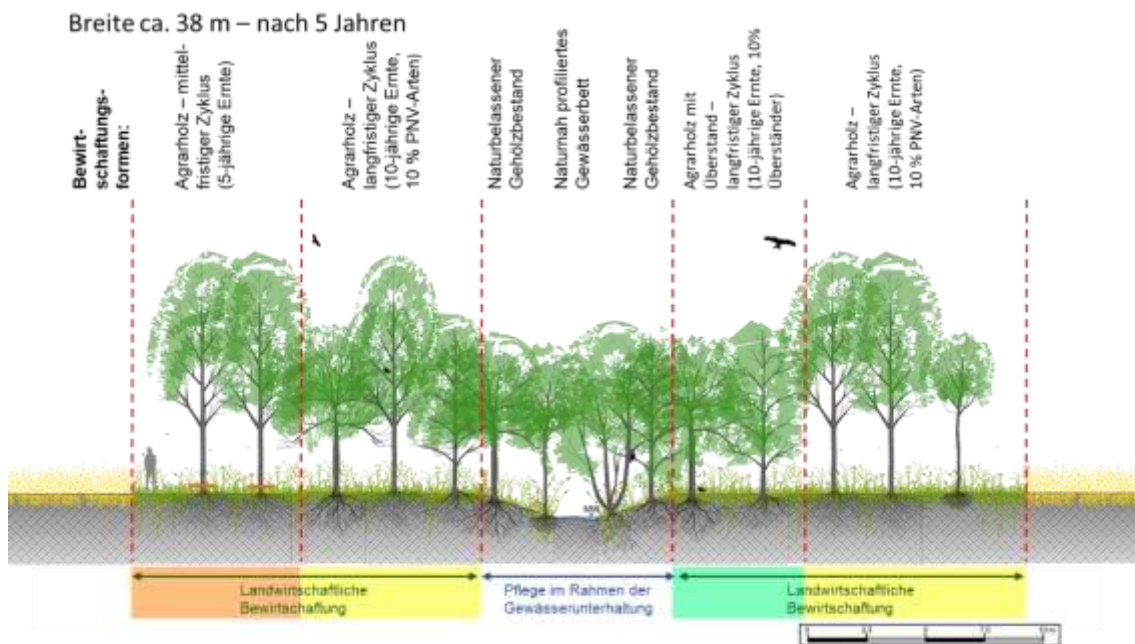 Breite ca. 38 m – nach 5 Jahren
Bewirt-
schaftungs-
formen:
Agrarholz – mittel-
fristiger Zyklus
(5-jährige Ernte)
Agrarholz –
langfristiger Zyklus
(10-jährige Ernte,
10 % PNV-Arten)
Naturbelassener
Gehölzbestand
Naturnah profiliertes
Gewässerbett
Naturbelassener
Gehölzbestand
Agrarholz mit
Überstand –
langfristiger Zyklus
(10-jährige Ernte, 10%
Überständer)
Agrarholz –
langfristiger Zyklus
(10-jährige Ernte,
10 % PNV-Arten)
Landwirtschaftliche
Bewirtschaftung
Pflege im Rahmen der
Gewässerunterhaltung
Landwirtschaftliche
Bewirtschaftung